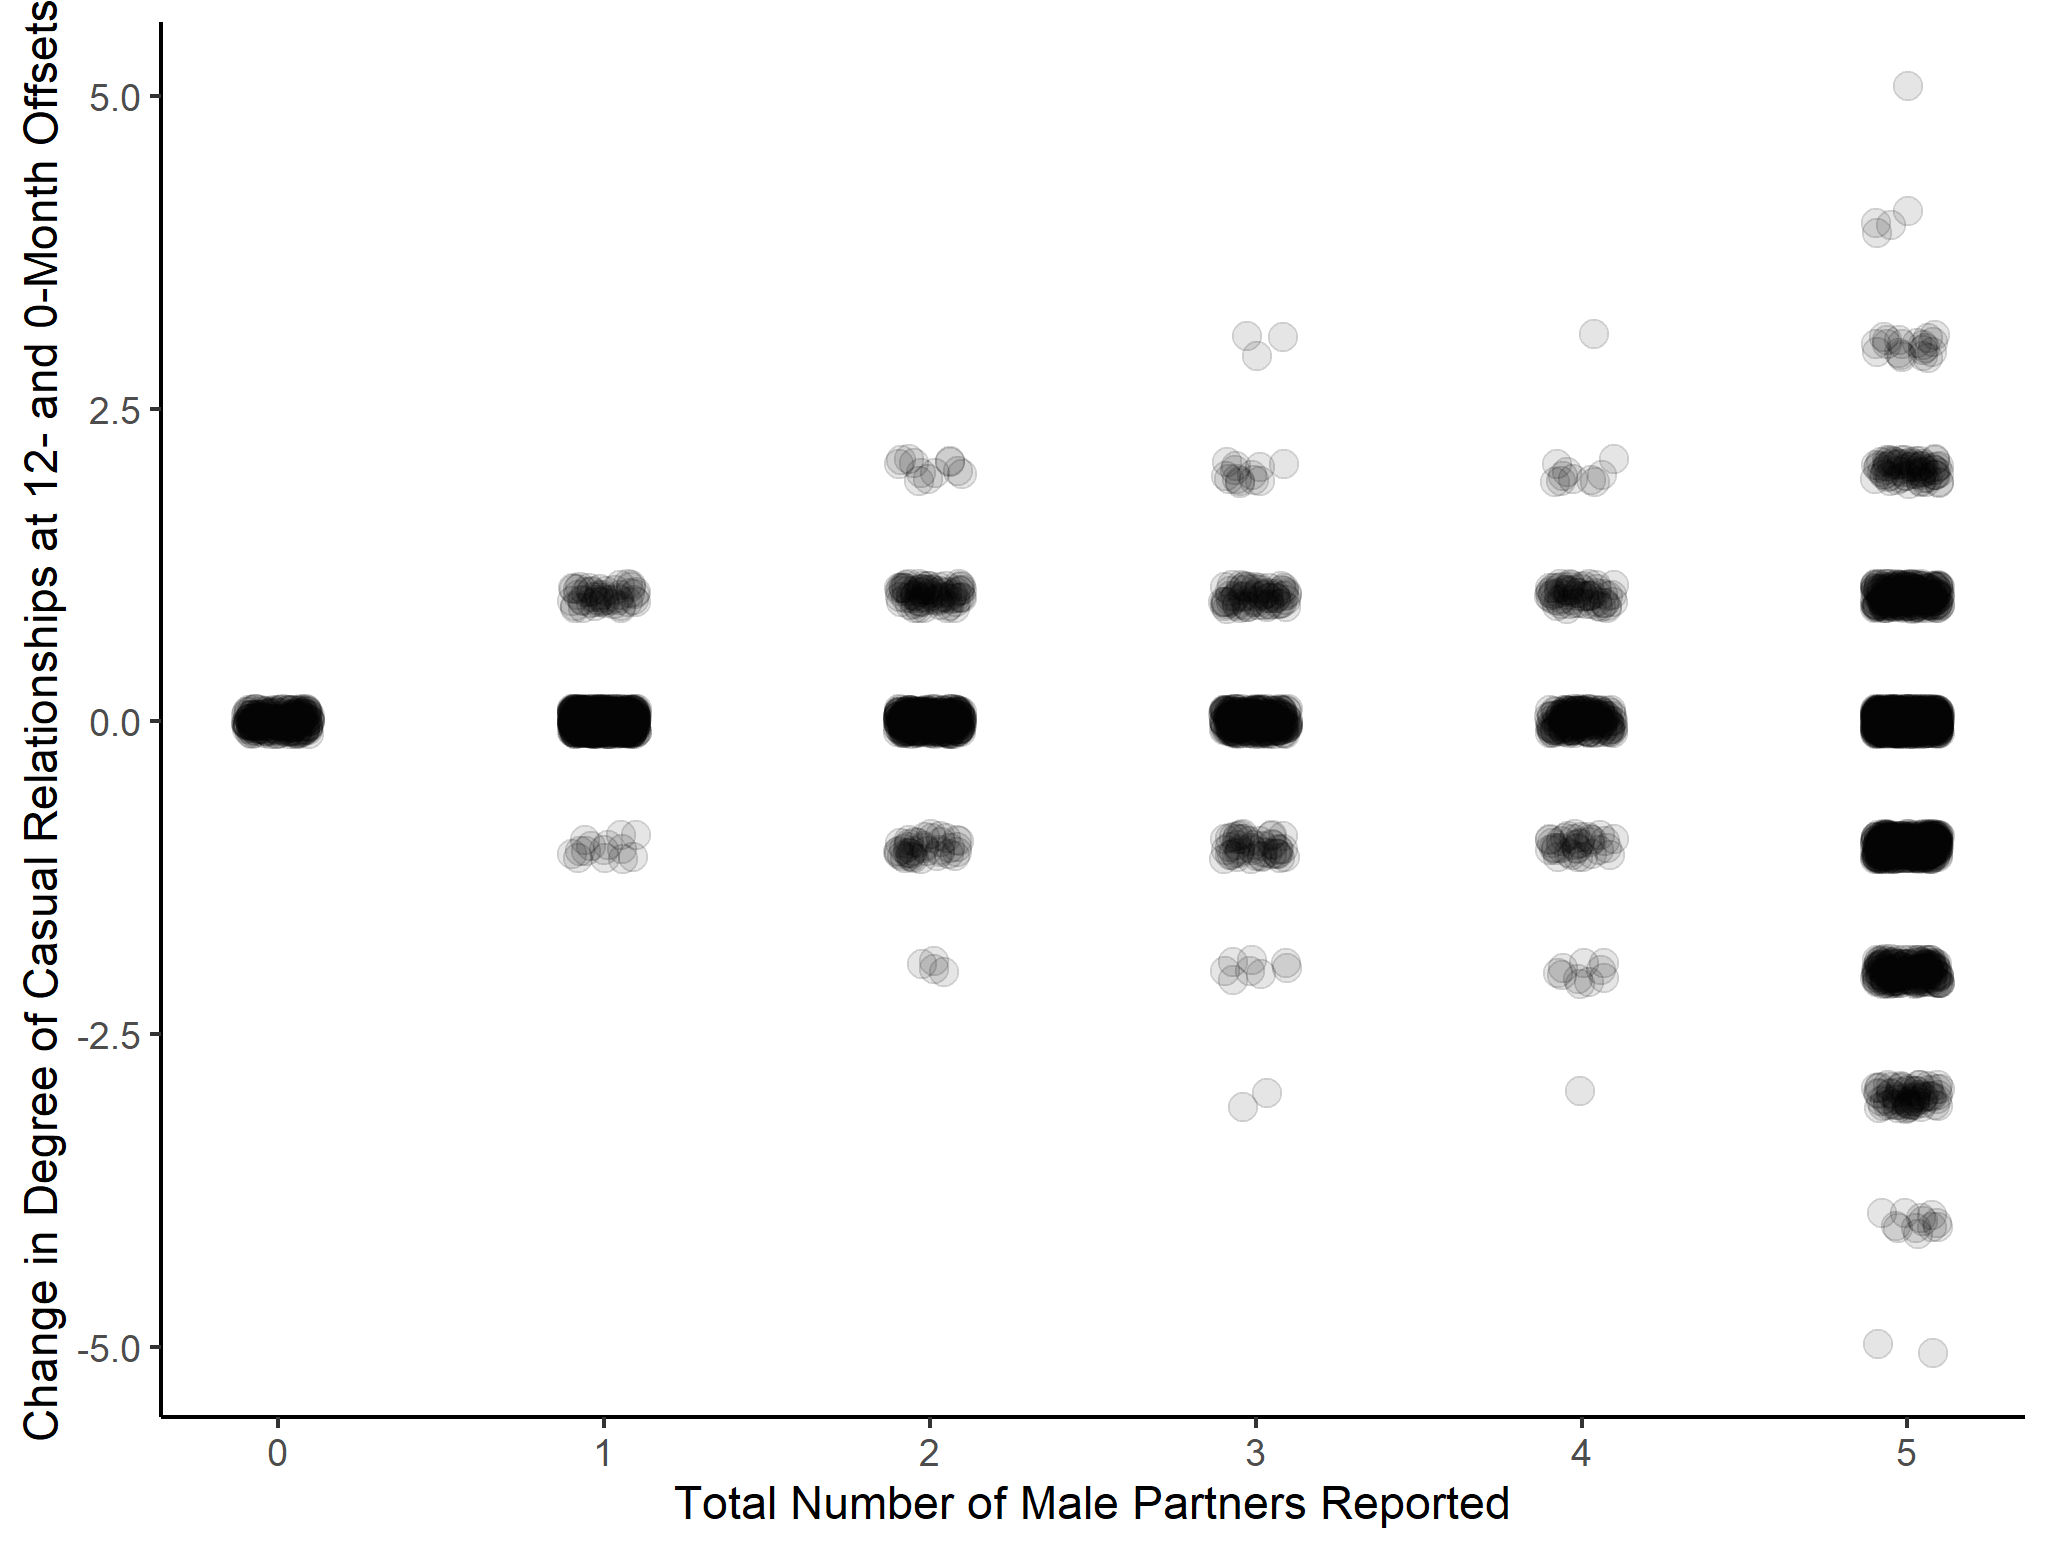 Change in Degree of Casual Relationships at 12- and 0-Month Offsets
5.0
2.5
0.0
-2.5
-5.0
0 1 2 3 4 5
Total Number of Male Partners Reported